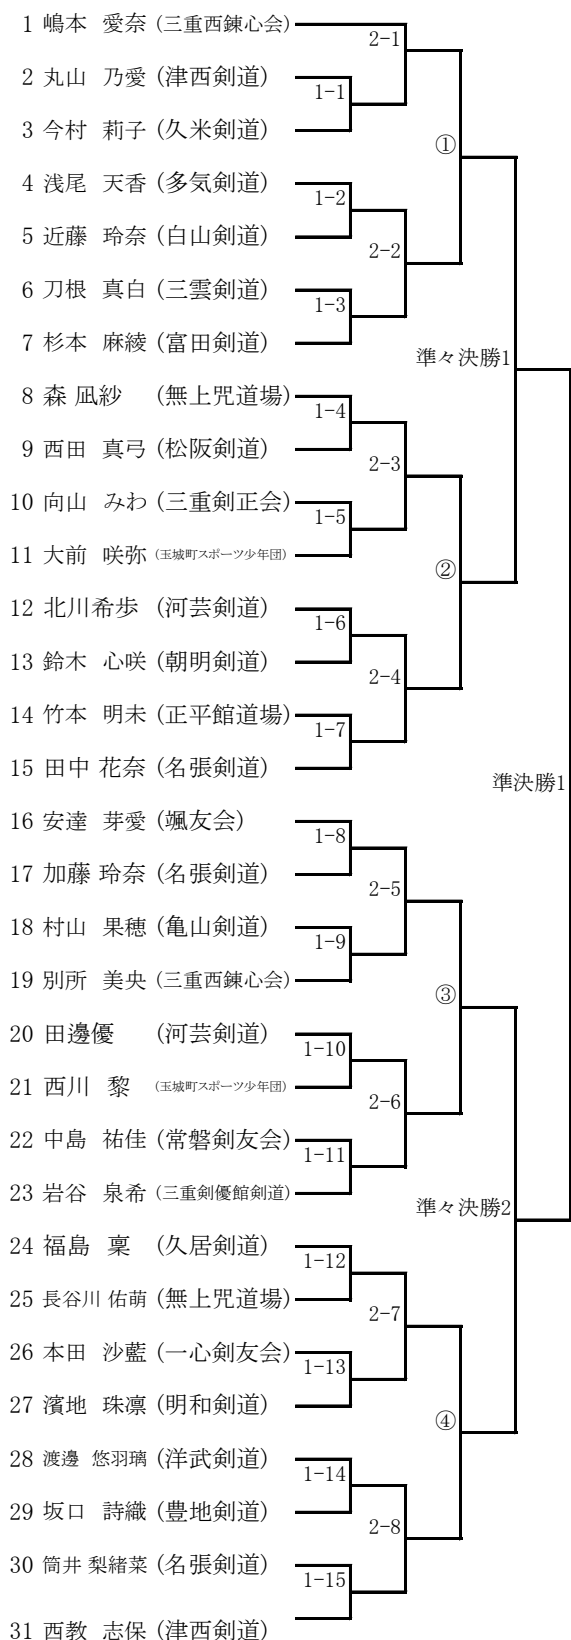 1 嶋本 愛奈 (三重西錬心会)
2-1
2 丸山 乃愛 (津西剣道)
1-1
3 今村 莉子 (久米剣道)
①
4 浅尾 天香 (多気剣道)
1-2
5 近藤 玲奈 (白山剣道)
2-2
6 刀根 真白 (三雲剣道)
1-3
7 杉本 麻綾 (富田剣道)
準々決勝1
8 森 凪紗 (無上咒道場)
1-4
9 西田 真弓 (松阪剣道)
2-3
10 向山 みわ (三重剣正会)
1-5
11 大前 咲弥 (玉城町スポーツ少年団)
②
12 北川希歩 (河芸剣道)
1-6
13 鈴木 心咲 (朝明剣道)
2-4
14 竹本 明未 (正平館道場)
1-7
15 田中 花奈 (名張剣道)
準決勝1
16 安達 芽愛 (颯友会)
1-8
17 加藤 玲奈 (名張剣道)
2-5
18 村山 果穂 (亀山剣道)
1-9
19 別所 美央 (三重西錬心会)
③
20 田邊優 (河芸剣道)
1-10
21 西川 黎 (玉城町スポーツ少年団)
2-6
22 中島 祐佳 (常磐剣友会)
1-11
23 岩谷 泉希 (三重剣優館剣道)
準々決勝2
24 福島 稟 (久居剣道)
1-12
25 長谷川 佑萌 (無上咒道場)
2-7
26 本田 沙藍 (一心剣友会)
1-13
27 濱地 珠凛 (明和剣道)
④
28 渡邊 悠羽璃 (洋武剣道)
1-14
29 坂口 詩織 (豊地剣道)
2-8
30 筒井 梨緒菜 (名張剣道)
1-15
31 西教 志保 (津西剣道)